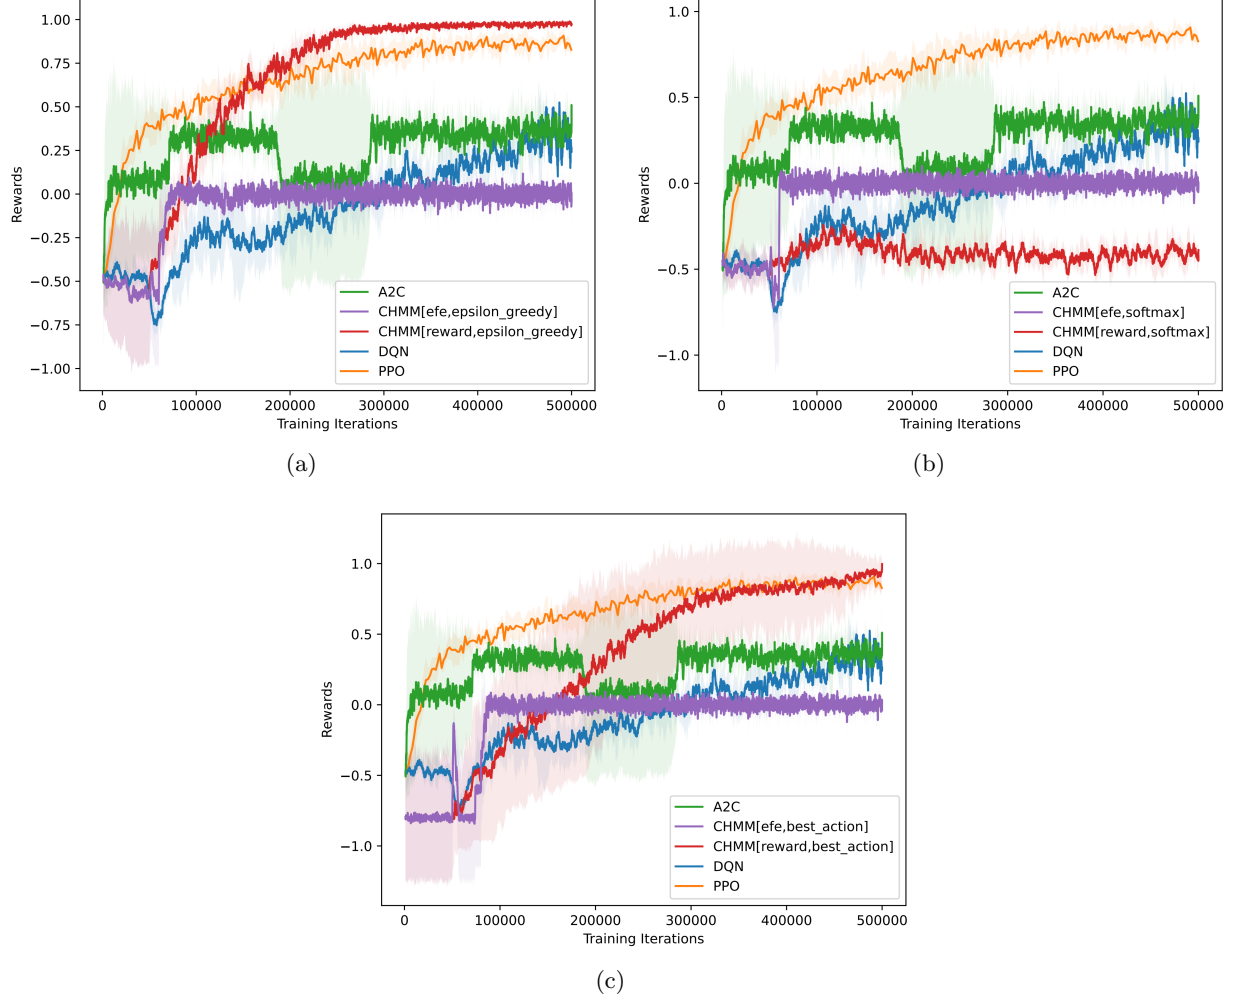 1.00
0.75
0.50
0.25
0.00
−0.25
−0.50
−0.75
−1.00
Rewards
A2C
CHMM[efe,epsilon_greedy]
CHMM[reward,epsilon_greedy]
DQN
PPO
0 100000 200000 300000 400000 500000
Training Iterations
(a)
1.0
0.5
0.0
−0.5
−1.0
Rewards
A2C
CHMM[efe,softmax]
CHMM[reward,softmax]
DQN
PPO
0 100000 200000 300000 400000 500000
Training Iterations
(b)
1.0
0.5
0.0
−0.5
−1.0
Rewards
A2C
CHMM[efe,best_action]
CHMM[reward,best_action]
DQN
PPO
0 100000 200000 300000 400000 500000
Training Iterations
(c)